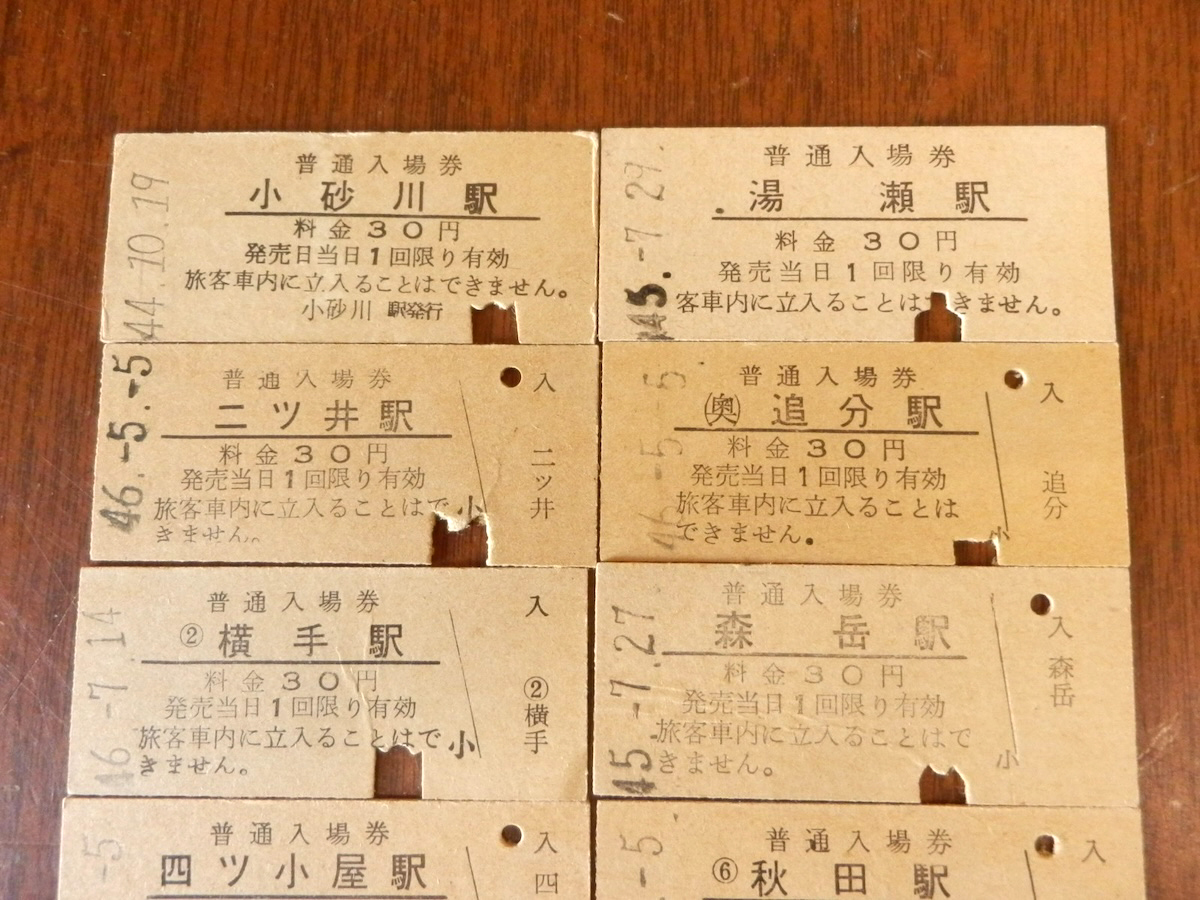 44.10.19
普通入場券
小砂川駅
料金30円
発売日当日1回限り有効
旅客車内に立入ることはできません。
小砂川 駅発行
45.-7.29.
普通入場券
湯瀬駅
料金30円
発売当日1回限り有効
客車内に立入ることは きません。
46.-5.-5
普通入場券
二ツ井駅
料金30円
発売当日1回限り有効
旅客車内に立入ることはで
きません。
小
入
二ツ井
46.-5.-5
普通入場券
㋱追分駅
料金30円
発売当日1回限り有効
旅客車内に立入ることは
できません。
小
入
追分
46.-7.14
普通入場券
②横手駅
料金30円
発売当日1回限り有効
旅客車内に立入ることはで
きません。
小
入
②横手
45.-7.27
普通入場券
森岳駅
料金30円
発売当日1回限り有効
旅客車内に立入ることはで
きません。
小
入
森岳
-5
普通入場券
四ツ小屋駅
入
四
-5
普通入場券
⑥秋田駅
入